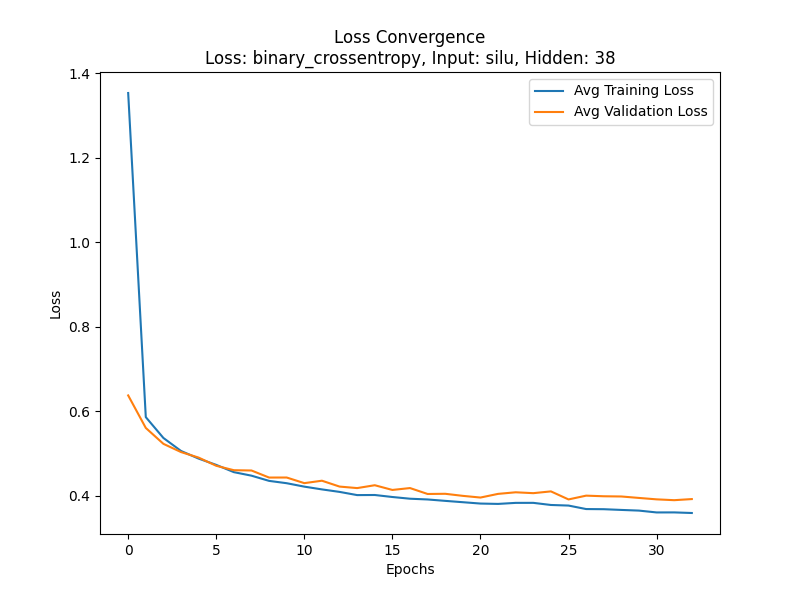 Loss Convergence
Loss: binary_crossentropy, Input: silu, Hidden: 38
Avg Training Loss
Avg Validation Loss
1.4
1.2
1.0
0.8
0.6
0.4
Loss
0
5
10
15
20
25
30
Epochs